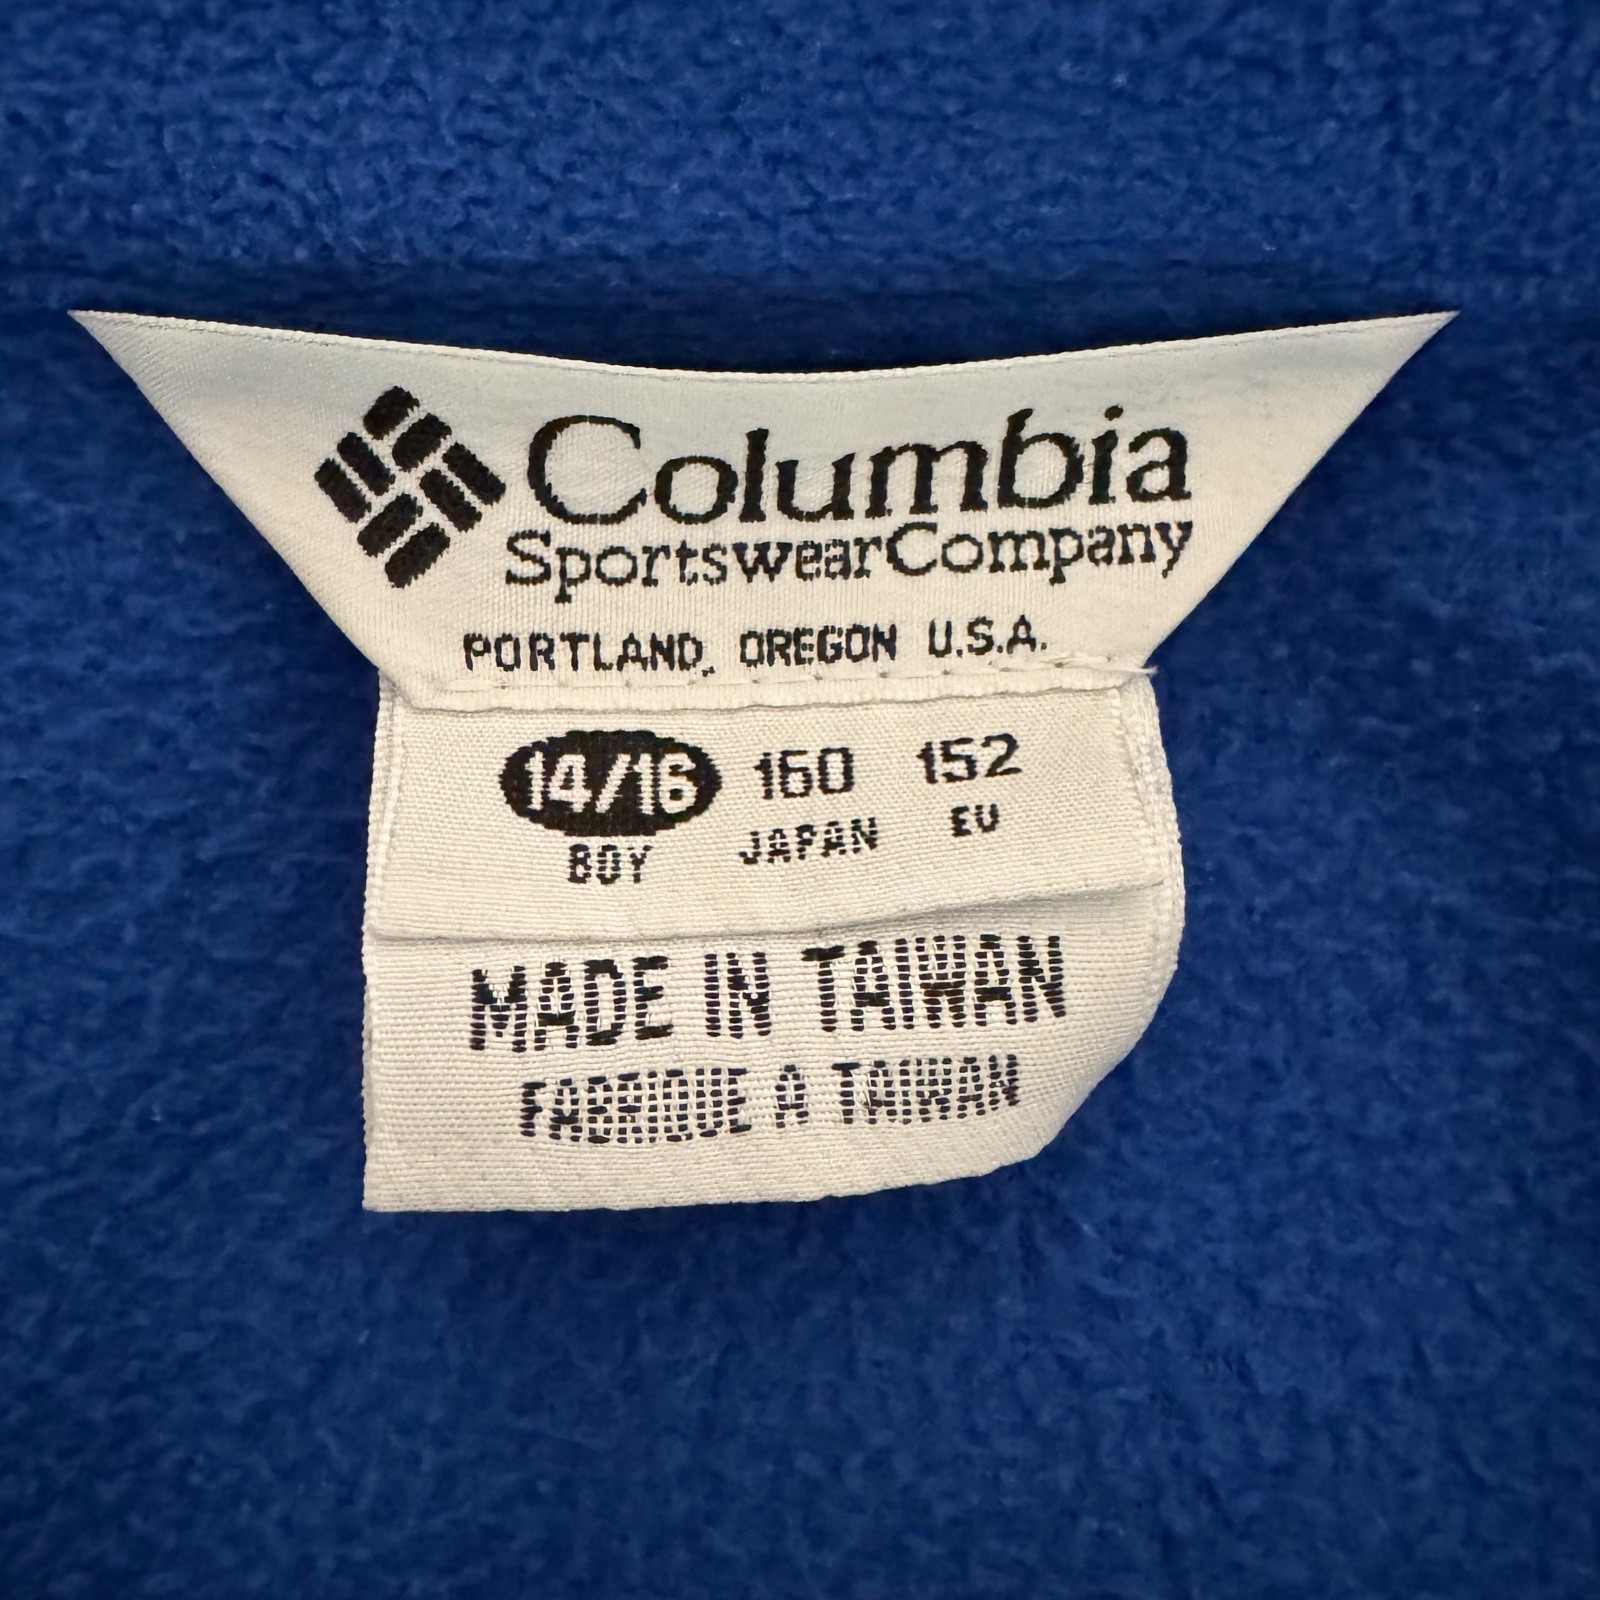 Columbia
SportswearCompany
PORTLAND, OREGON U.S.A.
14/16 160 152
BOY JAPAN EU
MADE IN TAIWAN
FABRIQUE A TAIWAN